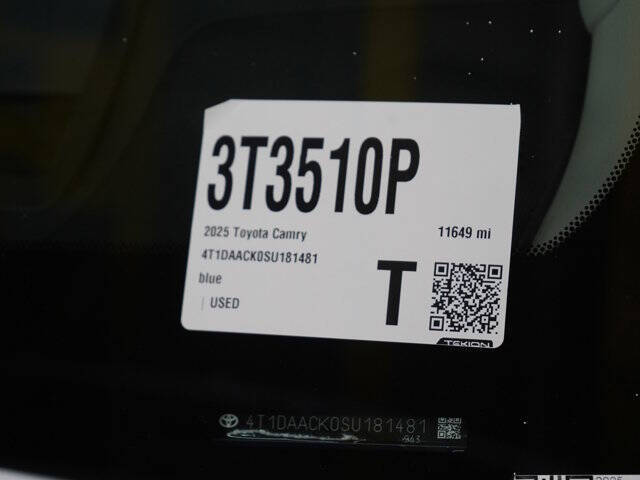 3T3510P
2025 Toyota Camry 11649 mi
4T1DAACK0SU181481
blue
| USED
T
TEKION
4T1DAACK0SU181481